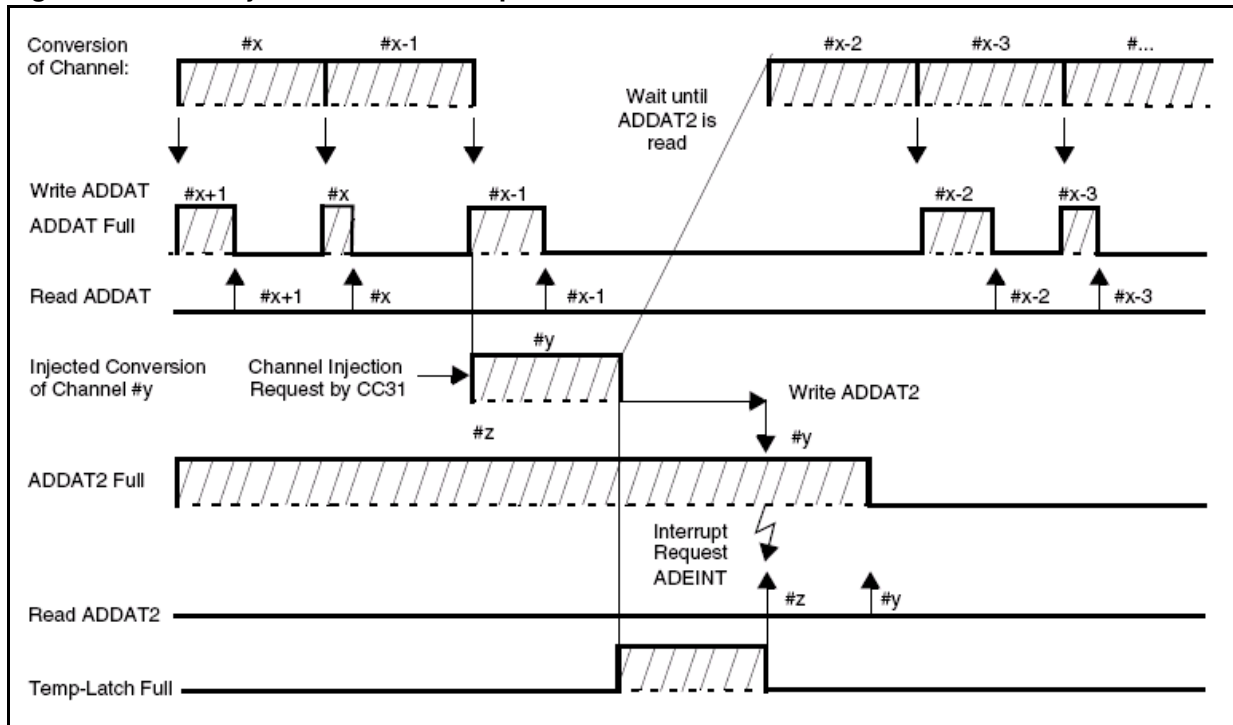 Conversion
of Channel:
#x
#x-1
#x-2
#x-3
#...
Wait until
ADDAT2 is
read
Write ADDAT
ADDAT Full
#x+1
#x
#x-1
#x-2
#x-3
Read ADDAT
#x+1
#x
#x-1
#x-2
#x-3
Injected Conversion
of Channel #y
Channel Injection
Request by CC31
#y
Write ADDAT2
#z
#y
ADDAT2 Full
Interrupt
Request
ADEINT
Read ADDAT2
#z
#y
Temp-Latch Full